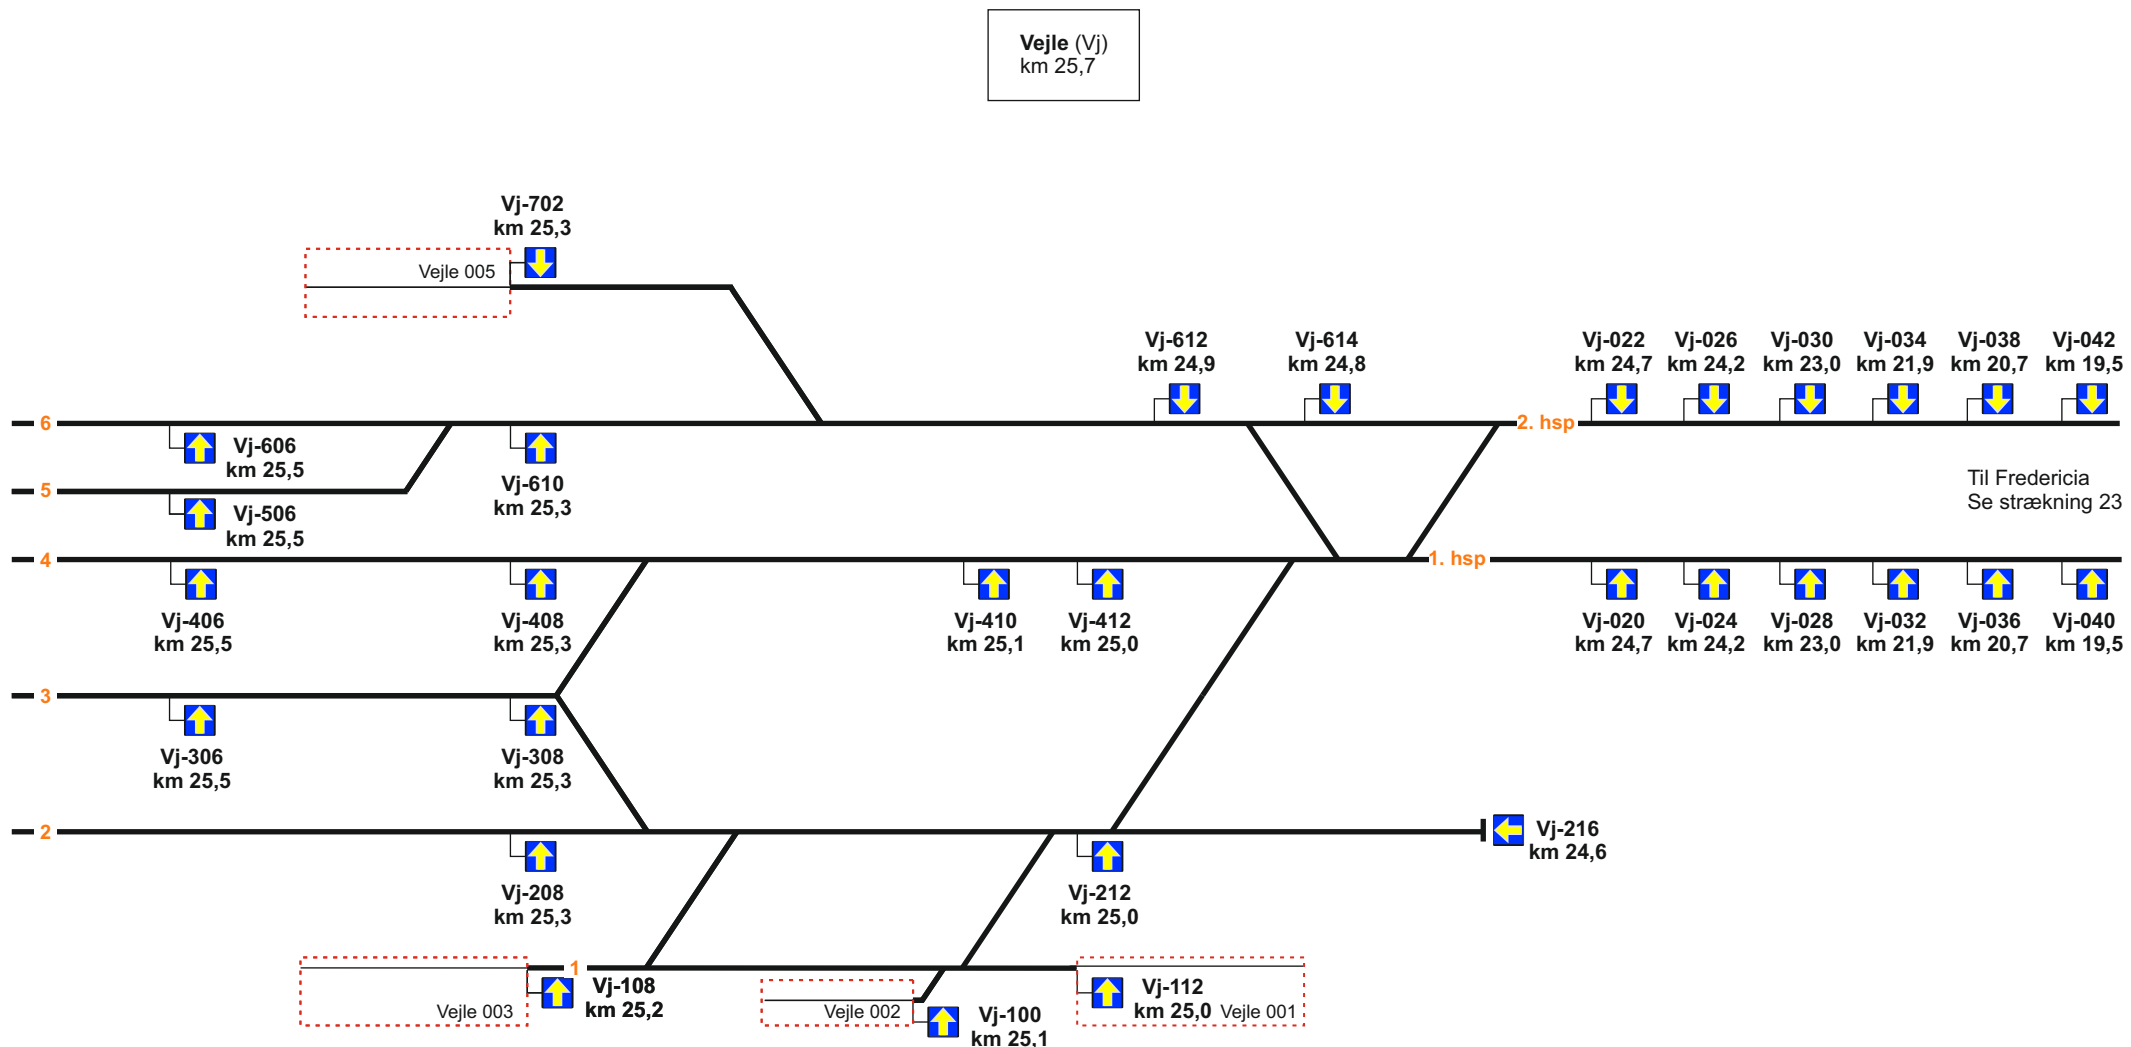 Vejle (Vj)
km 25,7
Vj-702
km 25,3
Vejle 005
Vj-612
km 24,9
Vj-614
km 24,8
Vj-022
km 24,7
Vj-026
km 24,2
Vj-030
km 23,0
Vj-034
km 21,9
Vj-038
km 20,7
Vj-042
km 19,5
6
2. hsp
Vj-606
km 25,5
Vj-610
km 25,3
5
Vj-506
km 25,5
Til Fredericia
Se strækning 23
4
1. hsp
Vj-406
km 25,5
Vj-408
km 25,3
Vj-410
km 25,1
Vj-412
km 25,0
Vj-020
km 24,7
Vj-024
km 24,2
Vj-028
km 23,0
Vj-032
km 21,9
Vj-036
km 20,7
Vj-040
km 19,5
3
Vj-306
km 25,5
Vj-308
km 25,3
2
Vj-216
km 24,6
Vj-208
km 25,3
Vj-212
km 25,0
1
Vj-108
km 25,2
Vejle 003
Vejle 002
Vj-100
km 25,1
Vj-112
km 25,0
Vejle 001